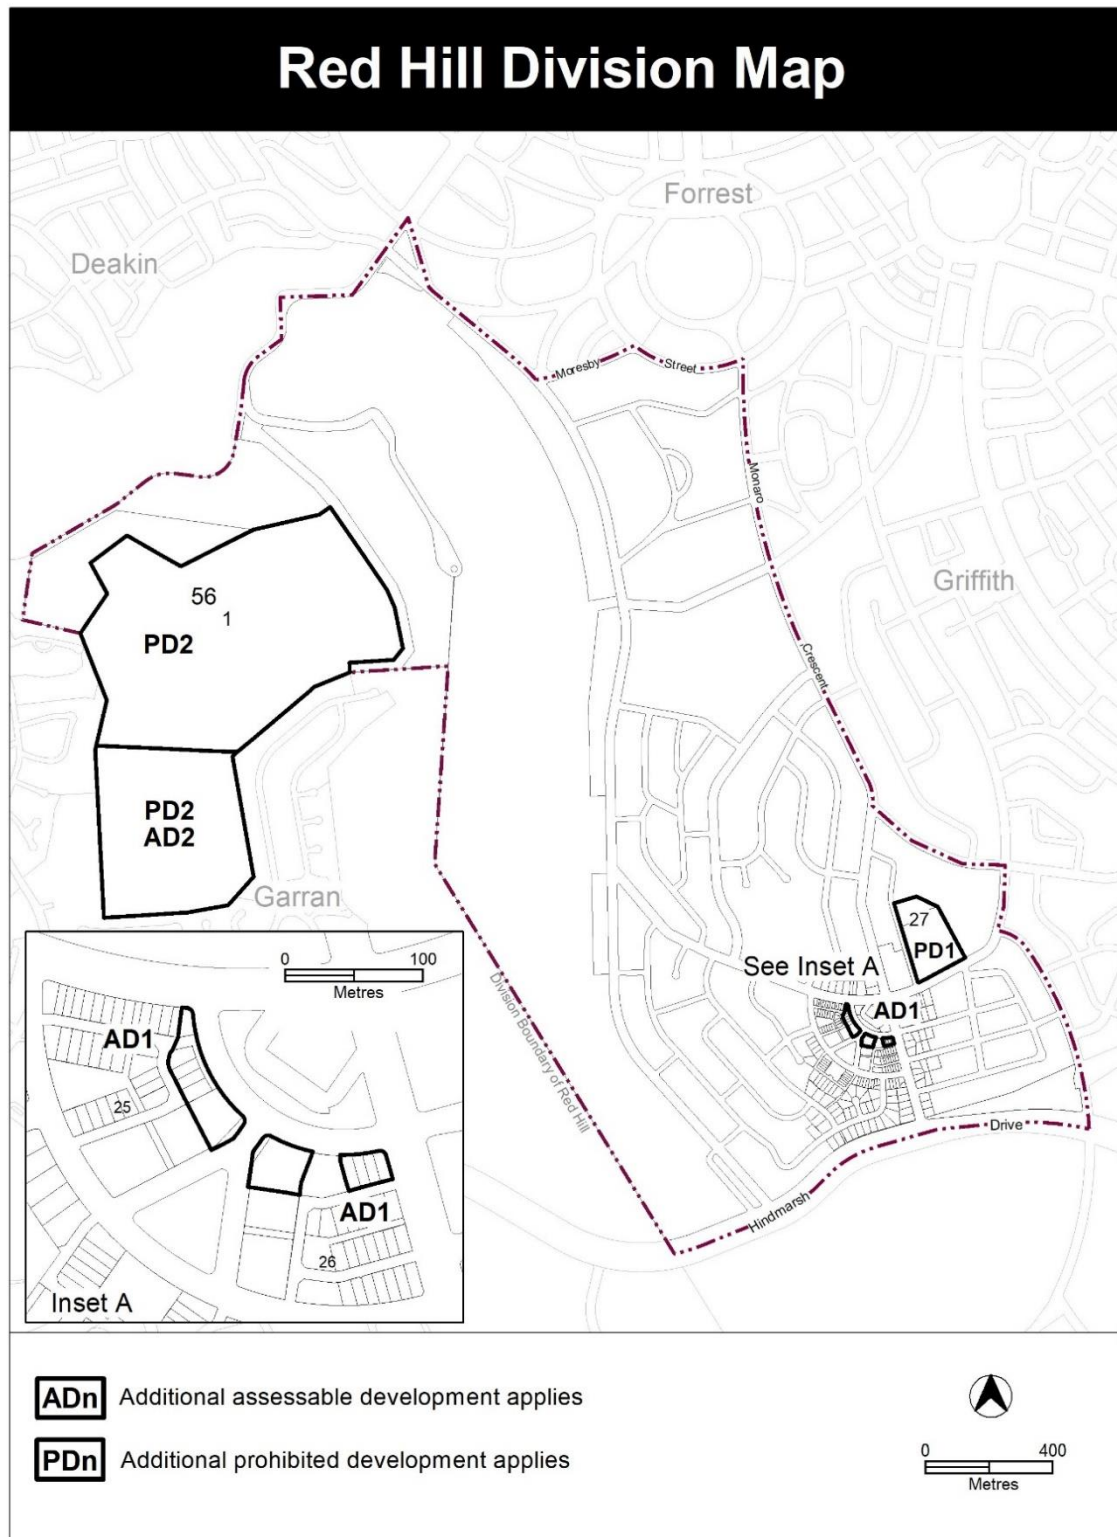 Red Hill Division Map
Forrest
Deakin
Moresby
Street
Monaro
Griffith
56
1
PD2
Crescent
PD2
AD2
Garran
27
PD1
See Inset A
AD1
Division Boundary of Red Hill
Drive
Hindmarsh
0 100
Metres
AD1
25
AD1
26
Inset A
ADn Additional assessable development applies
PDn Additional prohibited development applies
0 400
Metres